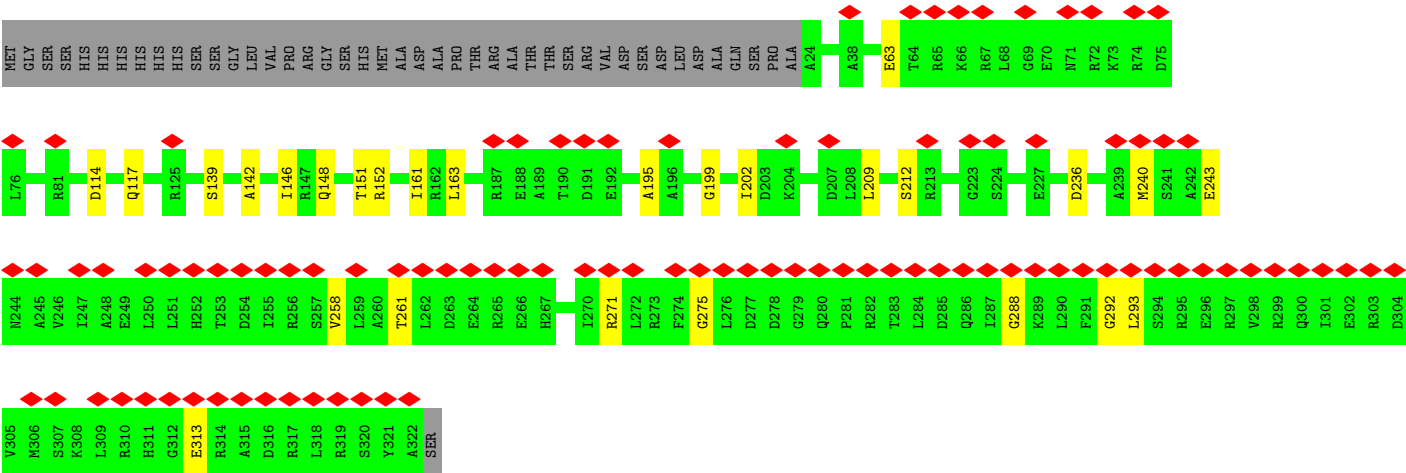 MET GLY SER SER HIS HIS HIS HIS HIS HIS SER SER GLY LEU VAL PRO ARG GLY SER HIS MET ALA ASP ALA PRO THR ARG ALA THR THR SER ARG VAL ASP SER ASP LEU ASP ALA GLN SER PRO ALA A24 A38 E63 T64 R65 K66 R67 L68 G69 E70 N71 R72 K73 R74 D75
L76 R81 D114 Q117 R125 S139 A142 I146 R147 Q148 T151 R152 I161 R162 L163 R187 E188 A189 T190 D191 E192 A195 A196 G199 I202 D203 K204 D207 L208 L209 S212 R213 G223 S224 E227 D236 A239 M240 S241 A242 E243
N244 A245 V246 I247 A248 E249 L250 L251 H252 T253 D254 I255 R256 S257 V258 L259 A260 T261 L262 D263 E264 R265 E266 H267 I270 R271 L272 R273 F274 G275 L276 D277 D278 G279 Q280 P281 R282 T283 L284 D285 Q286 I287 G288 K289 L290 F291 G292 L293 S294 R295 E296 R297 V298 R299 Q300 I301 E302 R303 D304
V305 M306 S307 K308 L309 R310 H311 G312 E313 R314 A315 D316 R317 L318 R319 S320 Y321 A322 SER